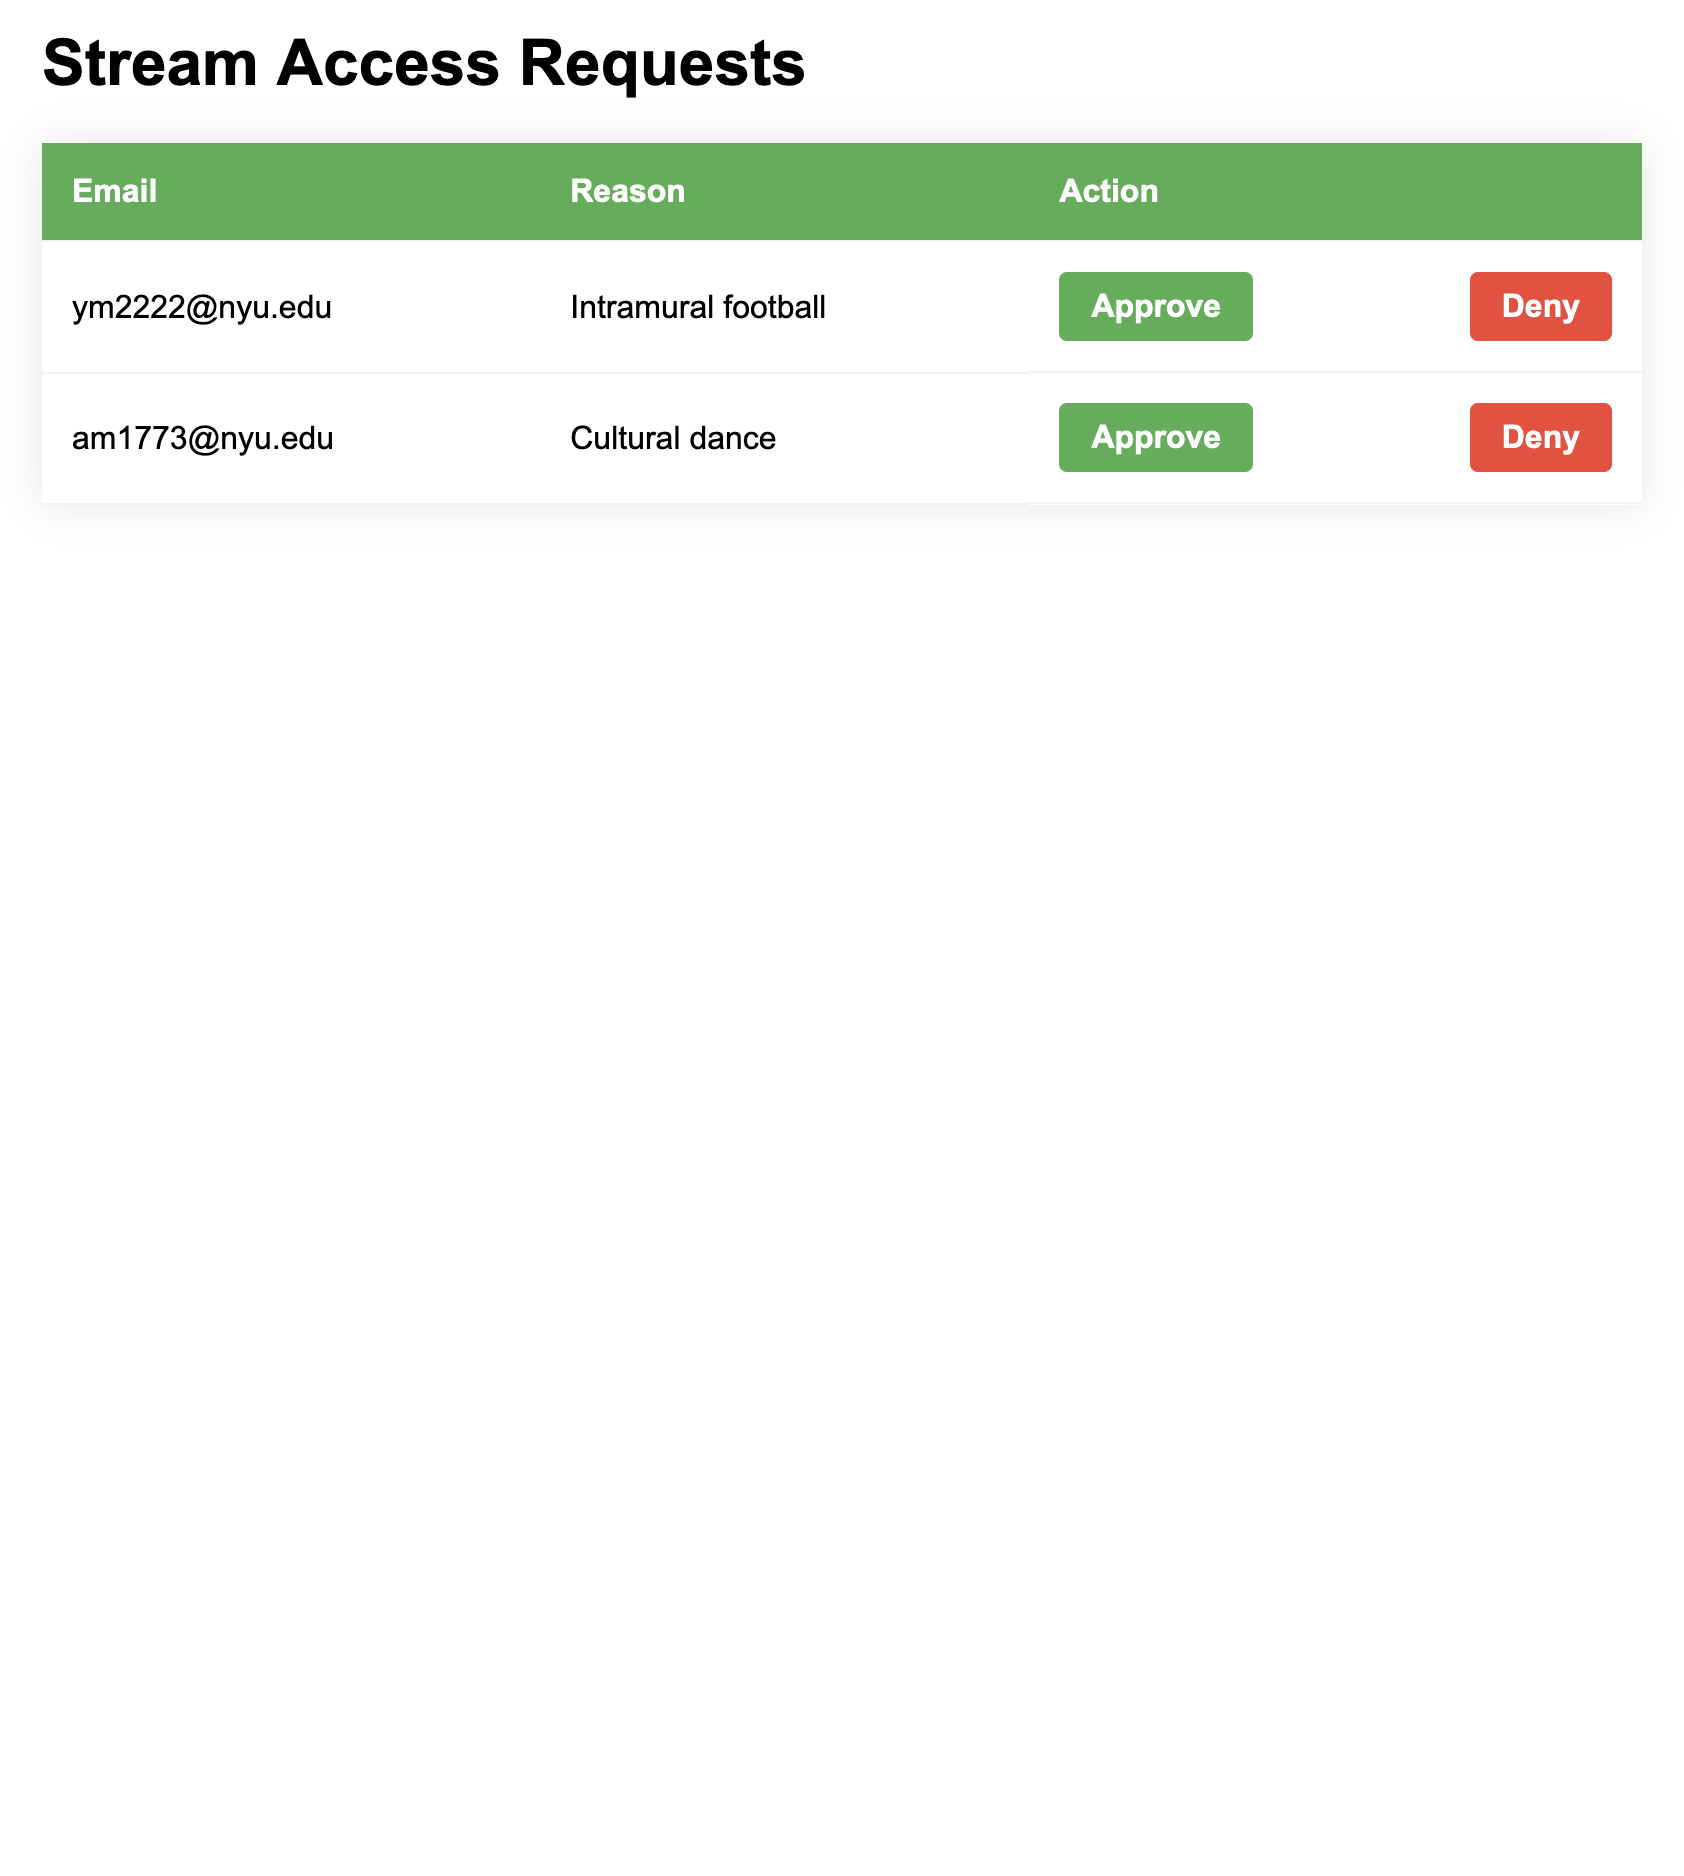 Stream Access Requests
Email Reason Action
ym2222@nyu.edu Intramural football Approve Deny
am1773@nyu.edu Cultural dance Approve Deny